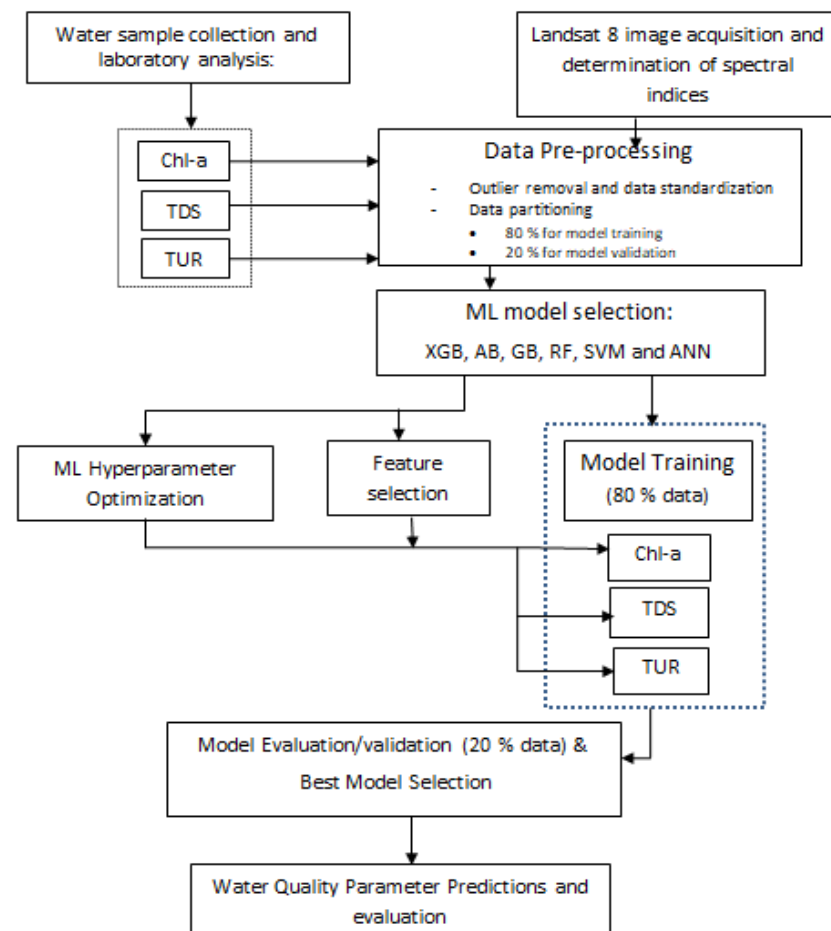 Water sample collection and
laboratory analysis:
Landsat 8 image acquisition and
determination of spectral
indices
Chl-a
TDS
TUR
Data Pre-processing
- Outlier removal and data standardization
- Data partitioning
• 80 % for model training
• 20 % for model validation
ML model selection:
XGB, AB, GB, RF, SVM and ANN
ML Hyperparameter
Optimization
Feature
selection
Model Training
(80 % data)
Chl-a
TDS
TUR
Model Evaluation/validation (20 % data) &
Best Model Selection
Water Quality Parameter Predictions and
evaluation